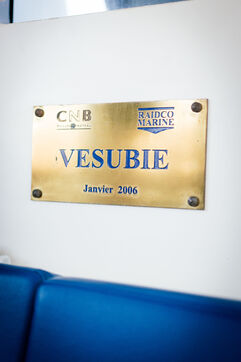 CNB
RAIDCO
MARINE
VESUBIE
Janvier 2006